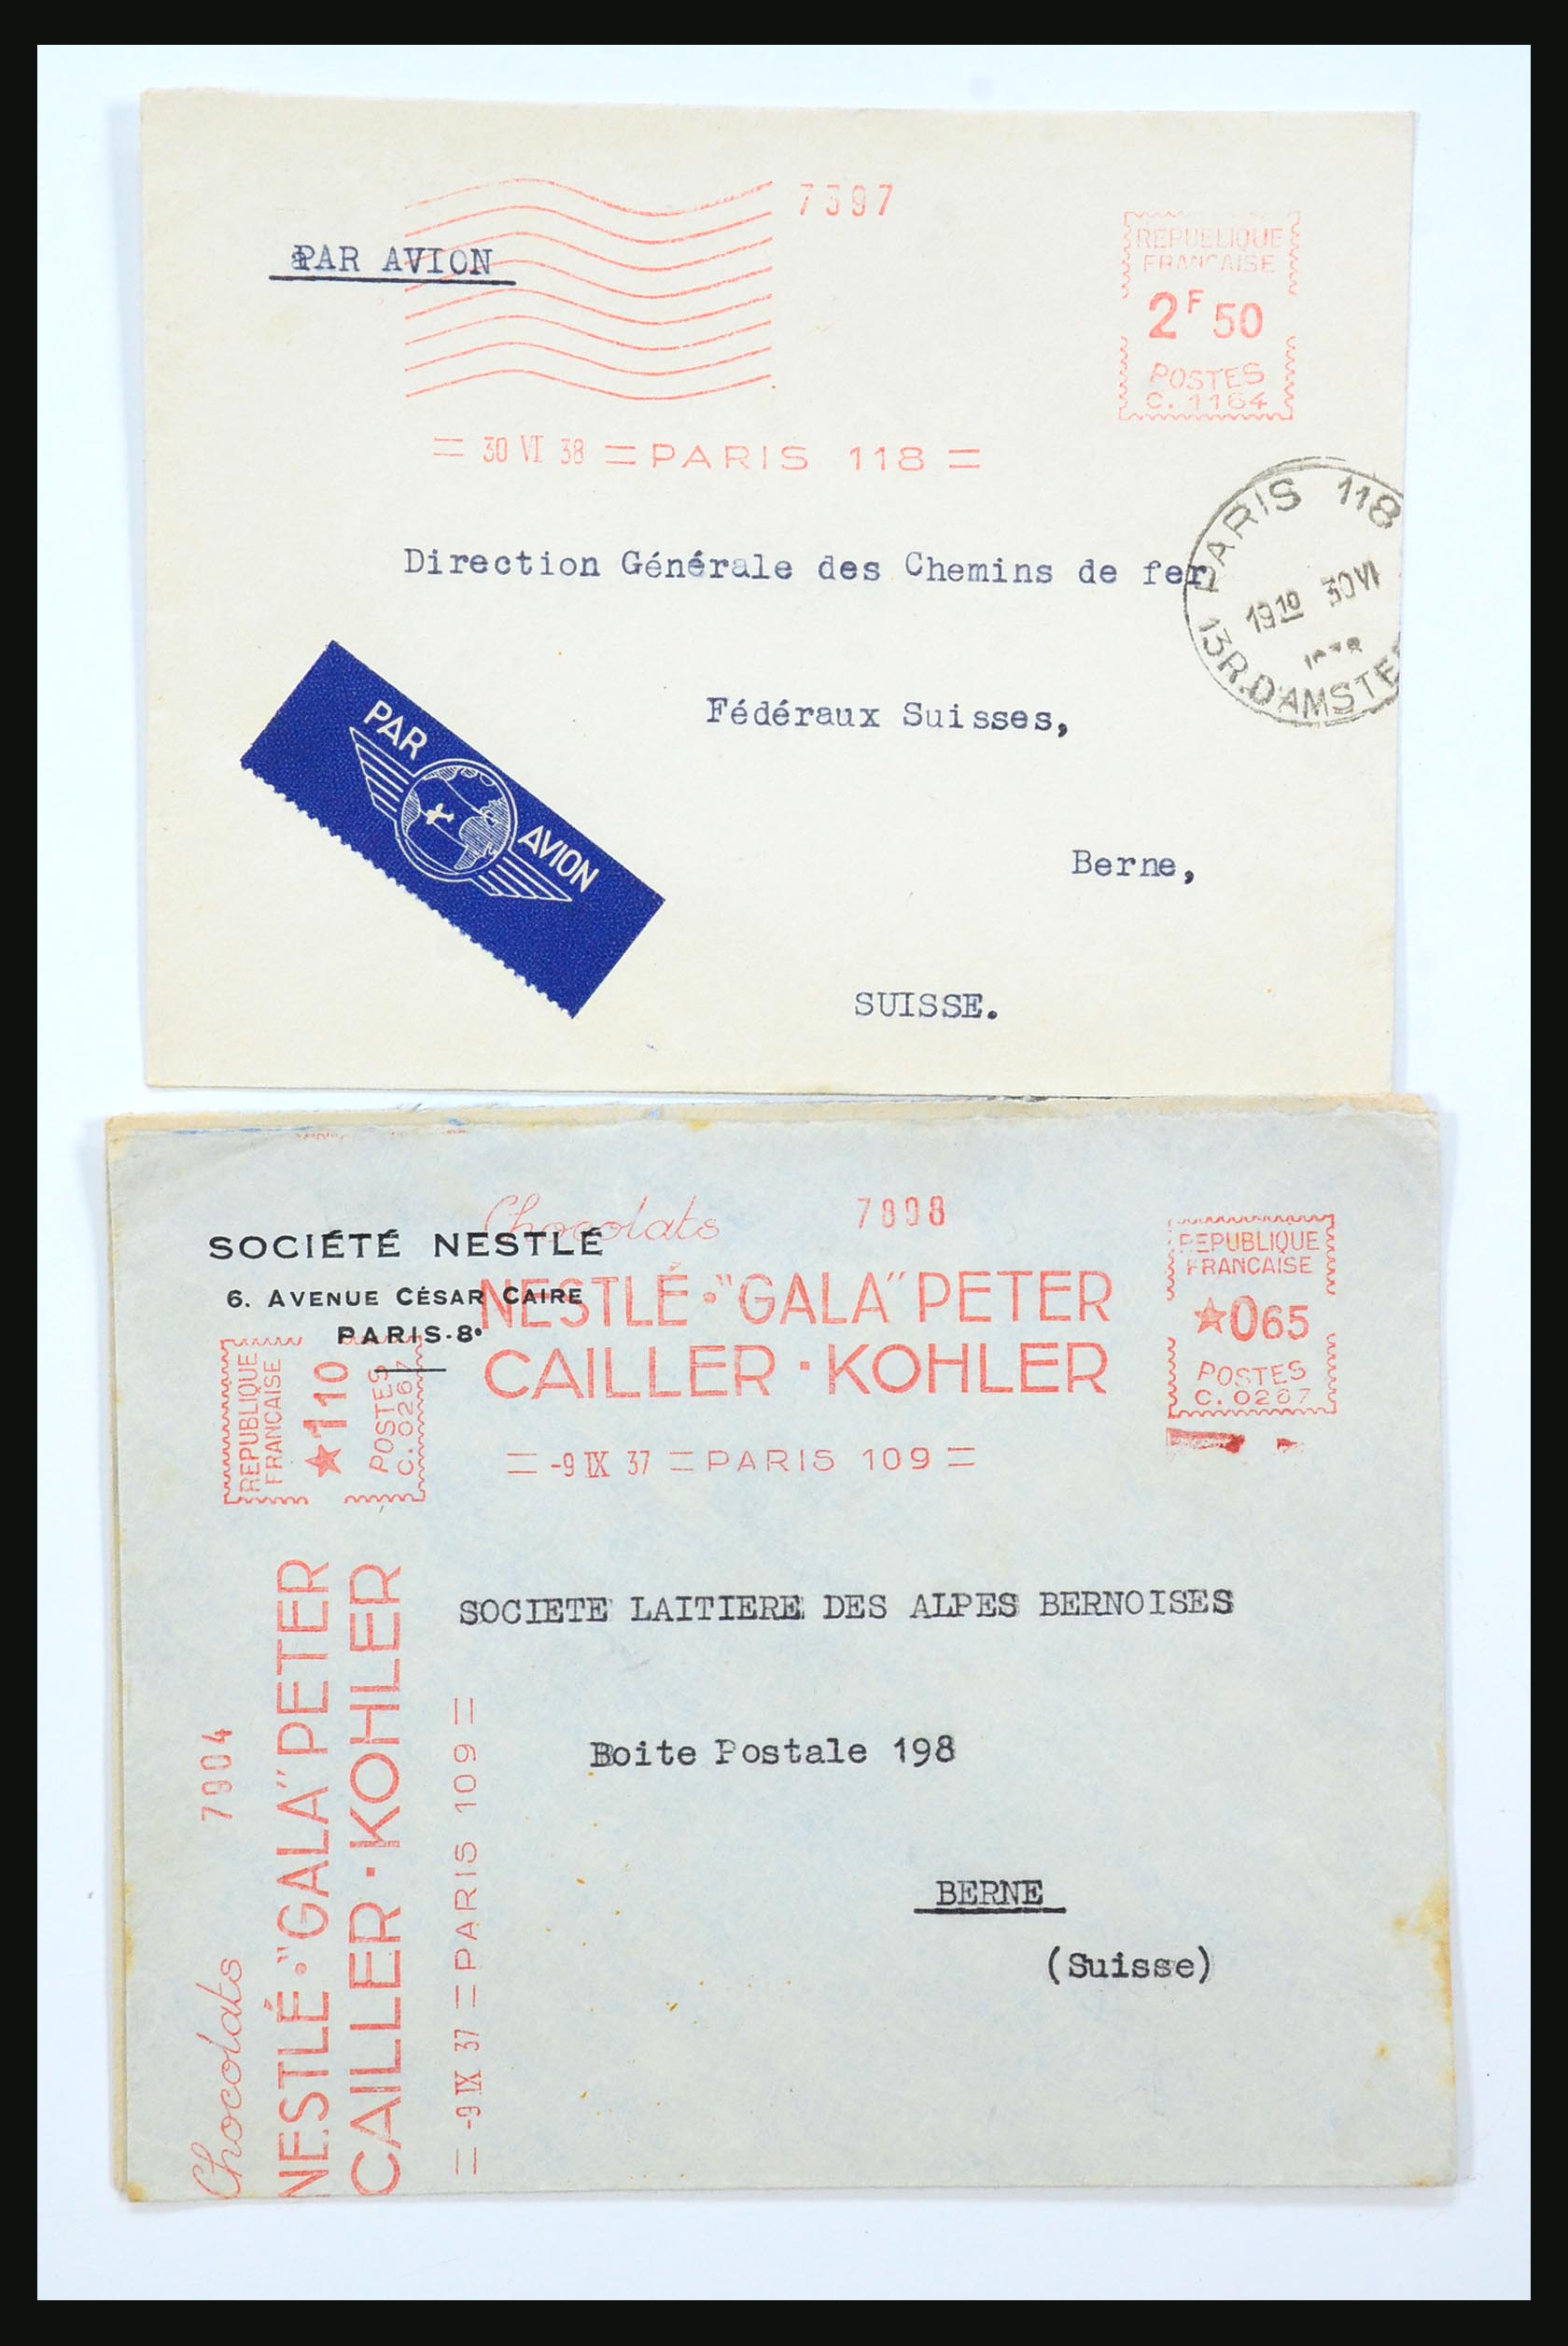 7397
PAR AVION
REPUBLIQUE
FRANCAISE
2F50
POSTES
C. 1164
= 30 VI 38 = PARIS 118 =
PARIS 118
1910 30 VI
13 R. D'AMSTE
Direction Générale des Chemins de fer
Fédéraux Suisses,
Berne,
SUISSE.
PAR AVION
Chocolats
7898
SOCIÉTÉ NESTLÉ
6. AVENUE CÉSAR CAIRE
PARIS-8e
NESTLÉ·"GALA" PETER
CAILLER · KOHLER
REPUBLIQUE
FRANCAISE
★065
POSTES
C. 0267
= -9 IX 37 = PARIS 109 =
REPUBLIQUE
FRANCAISE
★110
POSTES
C. 0267
7904
Chocolats
NESTLÉ·"GALA" PETER
CAILLER · KOHLER
= -9 IX 37 = PARIS 109 =
SOCIETE LAITIERE DES ALPES BERNOISES
Boite Postale 198
BERNE
(Suisse)